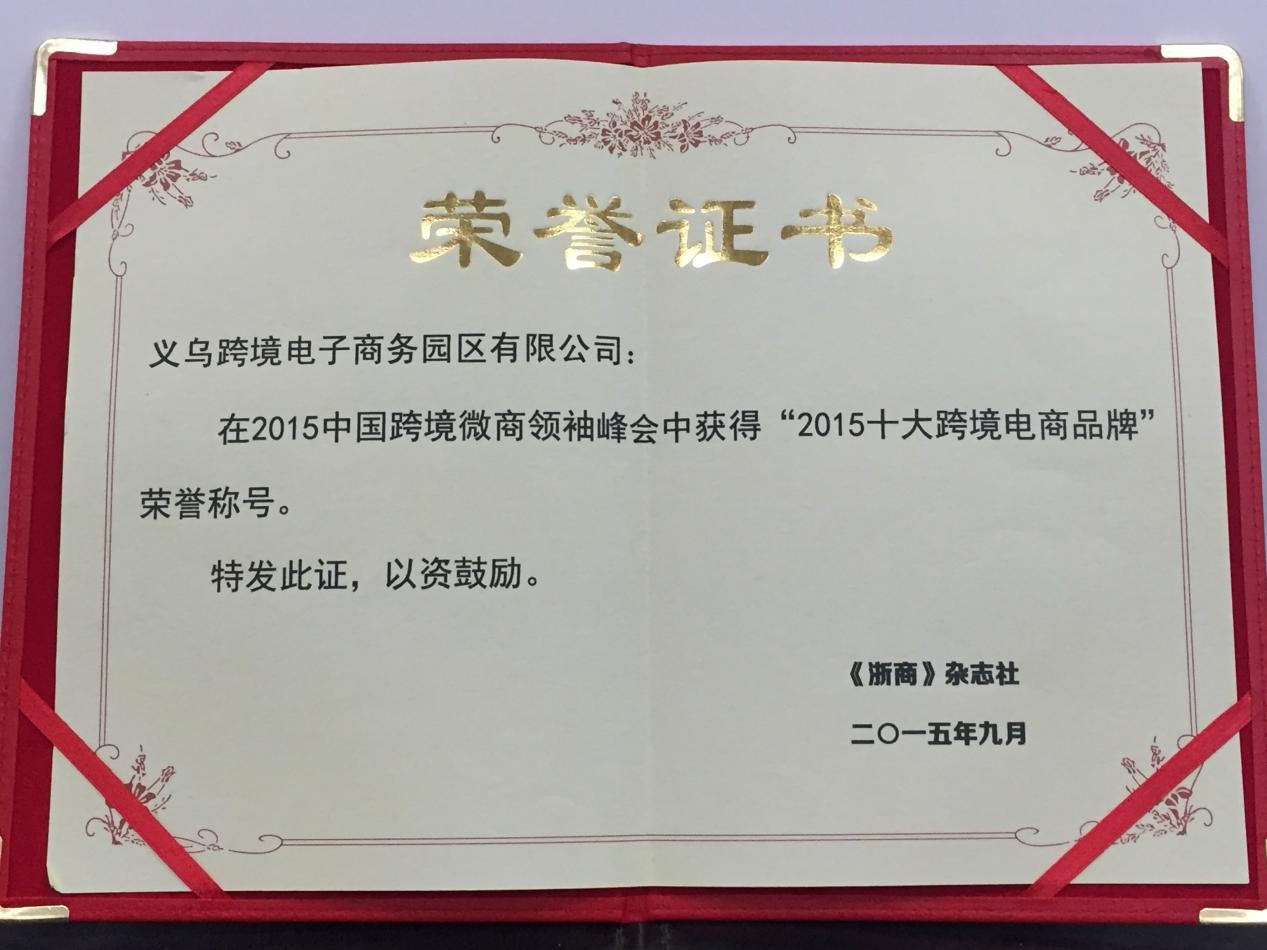 荣誉证书
义乌跨境电子商务园区有限公司：
在2015中国跨境微商领袖峰会中获得“2015十大跨境电商品牌”
荣誉称号。
特发此证，以资鼓励。
《浙商》杂志社
二〇一五年九月